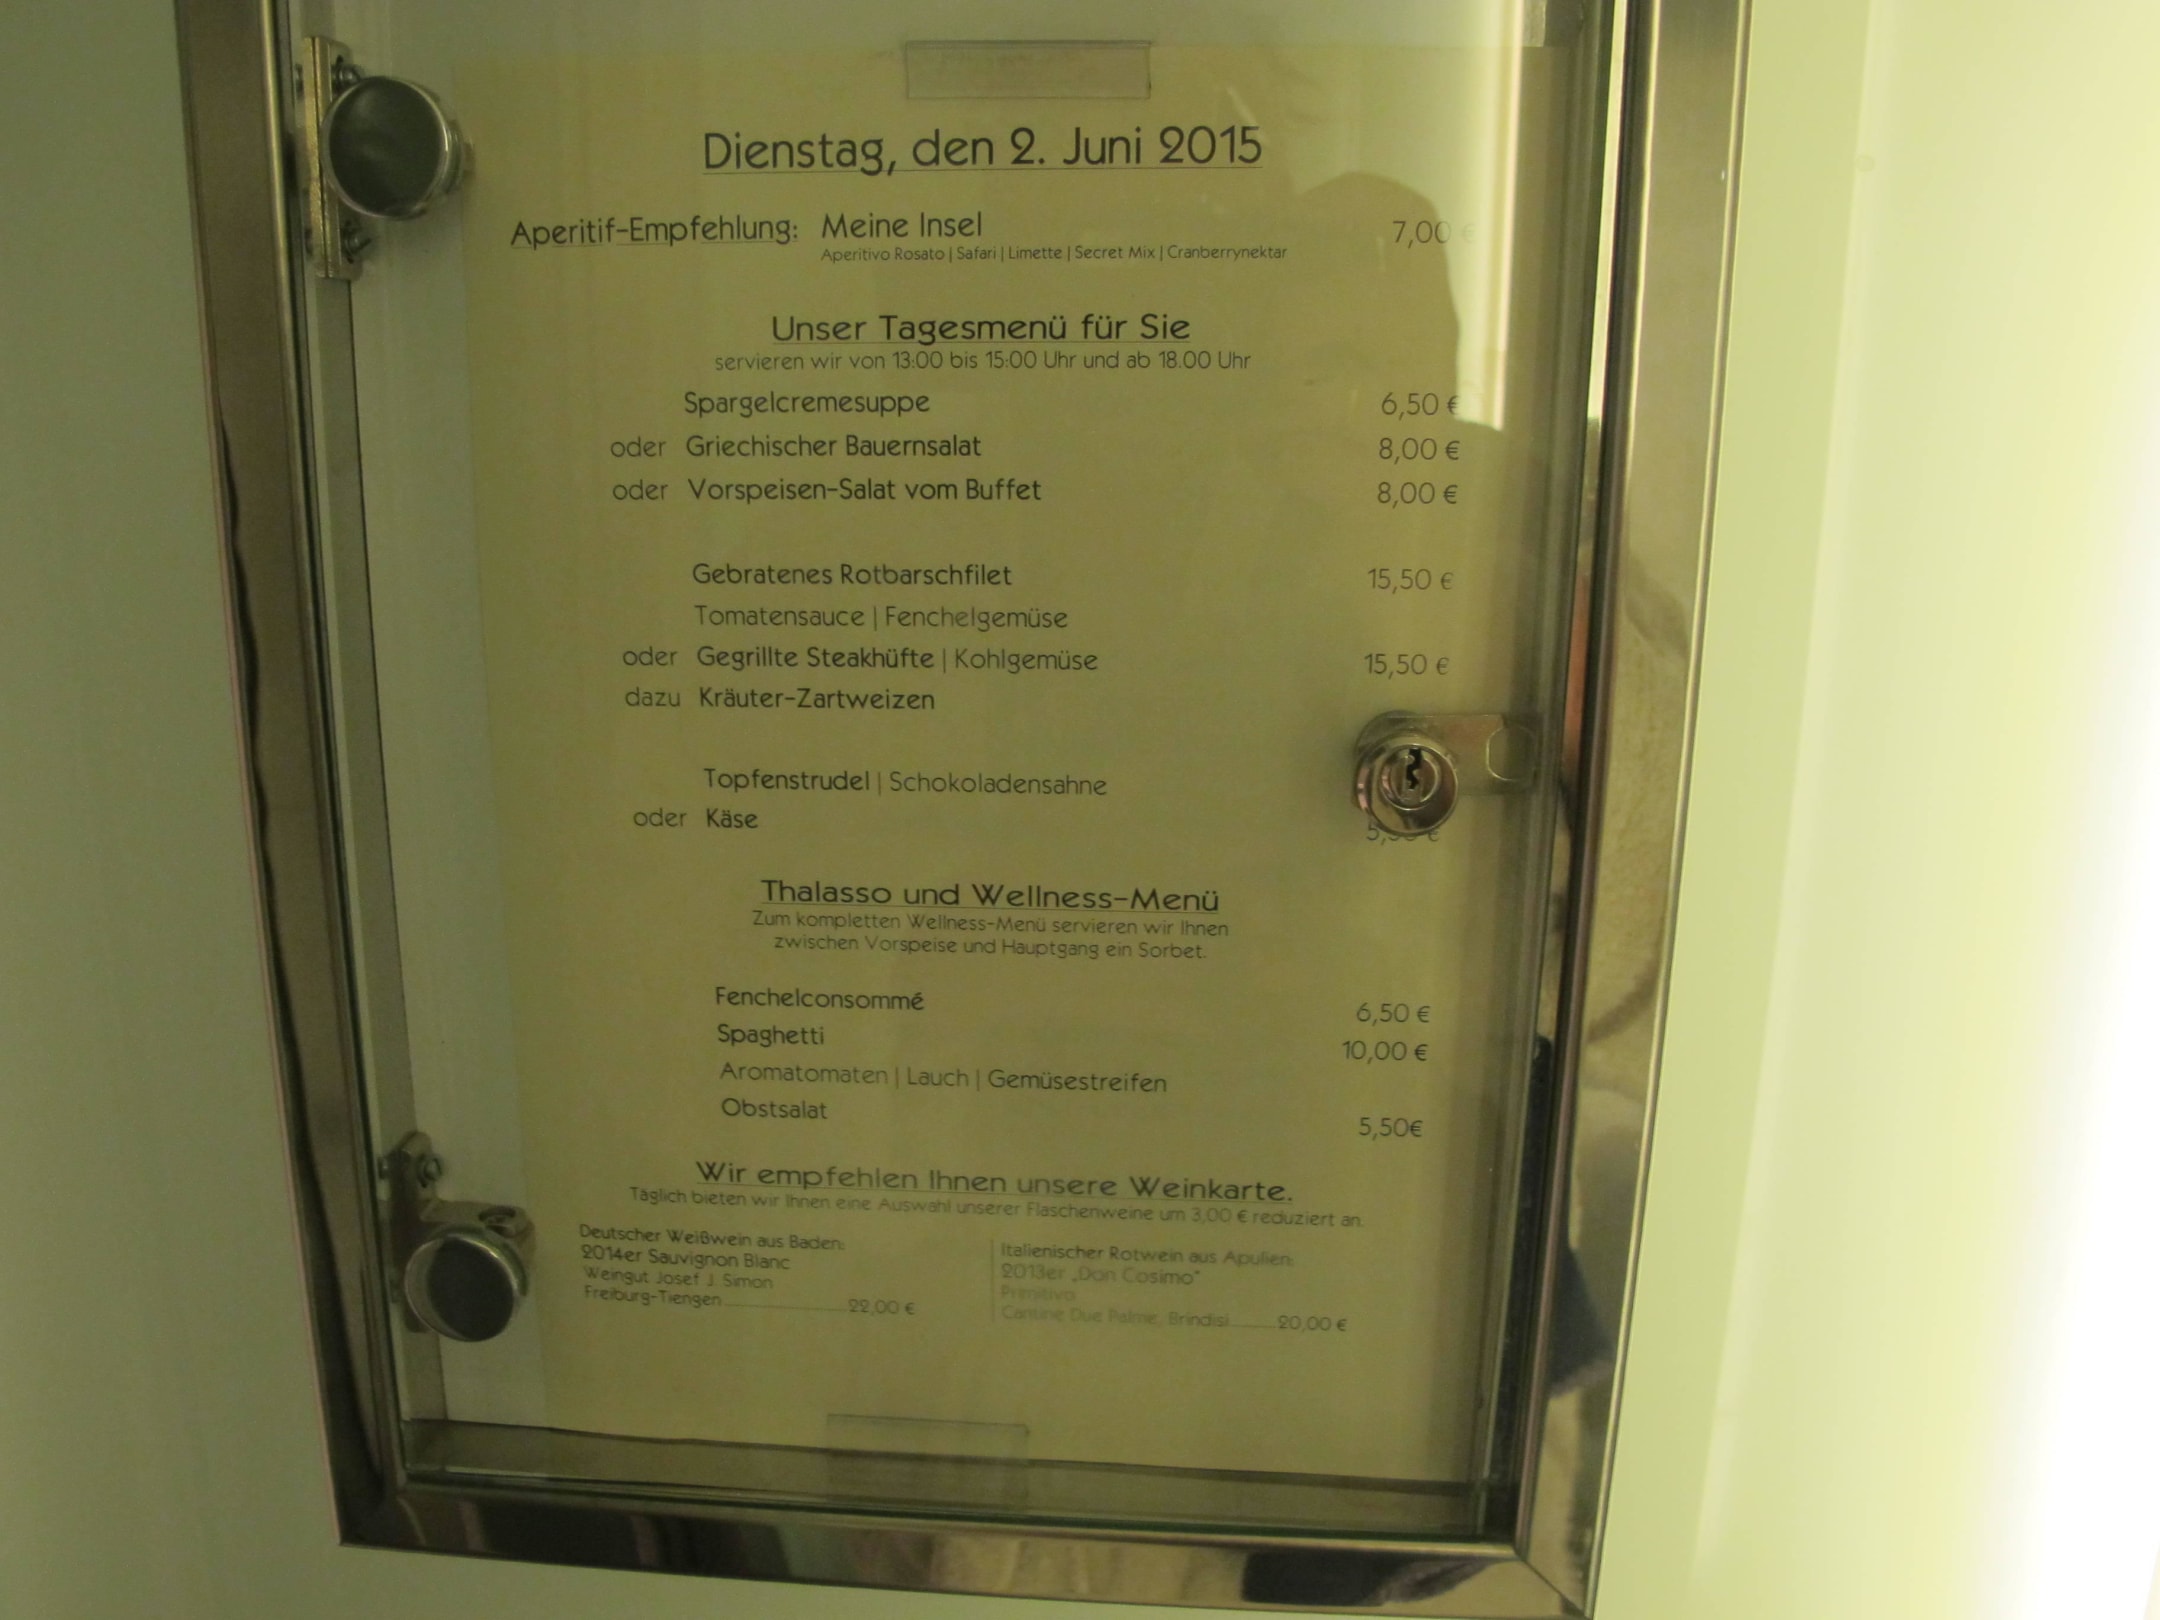 Dienstag, den 2. Juni 2015
Aperitif-Empfehlung: Meine Insel 7,00 €
Aperitivo Rosato | Safari | Limette | Secret Mix | Cranberrynektar
Unser Tagesmenü für Sie
servieren wir von 13:00 bis 15:00 Uhr und ab 18.00 Uhr
Spargelcremesuppe 6,50 €
oder Griechischer Bauernsalat 8,00 €
oder Vorspeisen-Salat vom Buffet 8,00 €
Gebratenes Rotbarschfilet 15,50 €
Tomatensauce | Fenchelgemüse
oder Gegrillte Steakhüfte | Kohlgemüse 15,50 €
dazu Kräuter-Zartweizen
Topfenstrudel | Schokoladensahne
oder Käse
Thalasso und Wellness-Menü
Zum kompletten Wellness-Menü servieren wir Ihnen
zwischen Vorspeise und Hauptgang ein Sorbet.
Fenchelconsommé 6,50 €
Spaghetti 10,00 €
Aromatomaten | Lauch | Gemüsestreifen
Obstsalat 5,50€
Wir empfehlen Ihnen unsere Weinkarte.
Täglich bieten wir Ihnen eine Auswahl unserer Flaschenweine um 3,00 € reduziert an.
Deutscher Weißwein aus Baden:
2014er Sauvignon Blanc
Weingut Josef J. Simon
Freiburg-Tiengen 22,00 €
Italienischer Rotwein aus Apulien:
2013er „Don Cosimo"
Primitivo
Cantine Due Palme, Brindisi 20,00 €